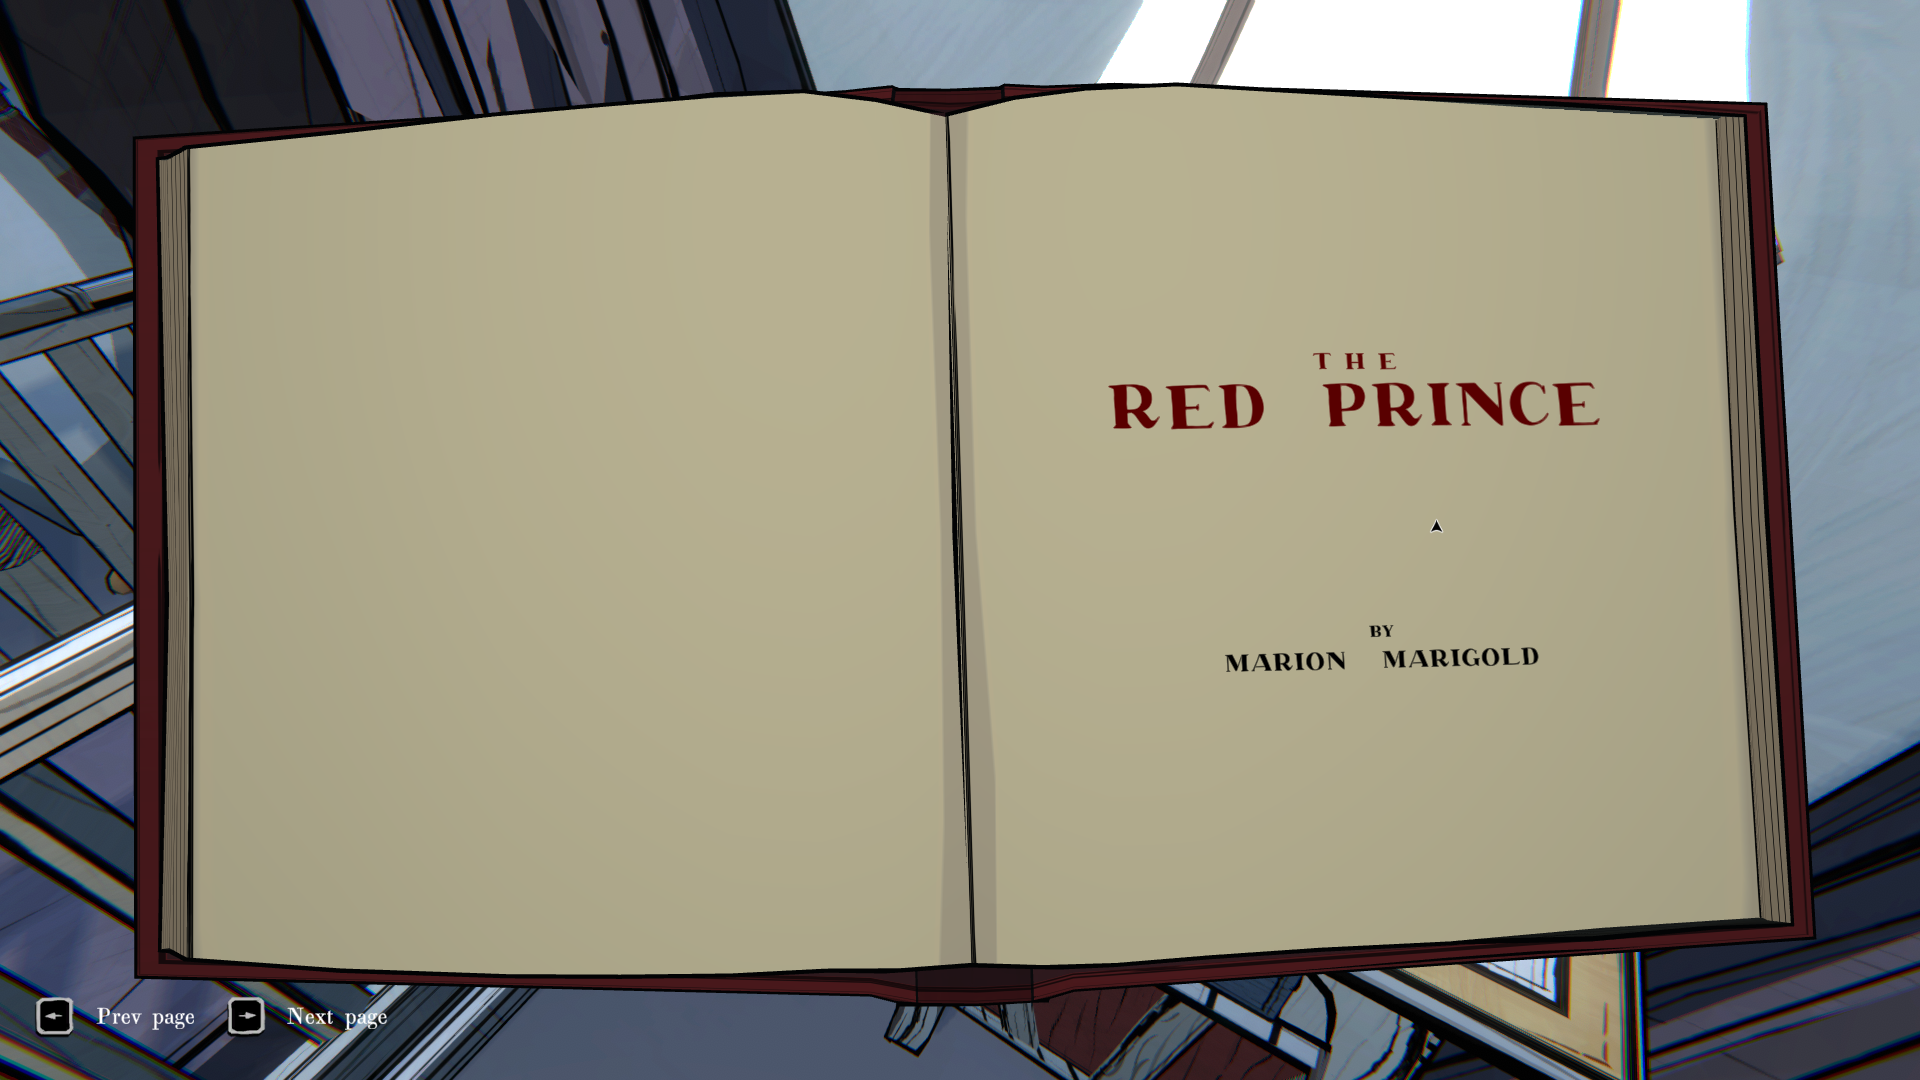 THE
RED PRINCE
BY
MARION MARIGOLD
Prev page
Next page